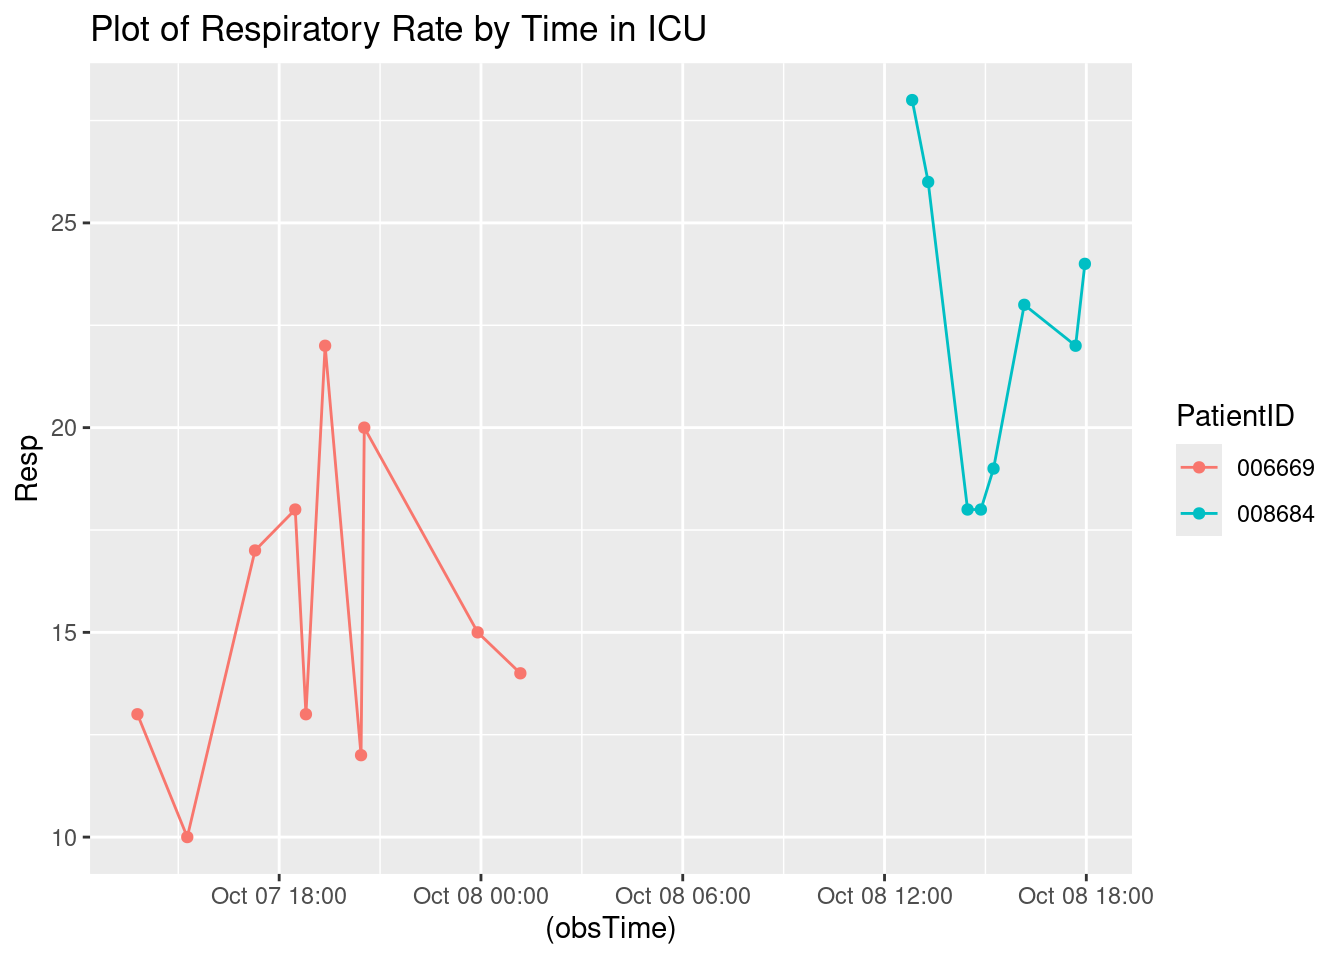 Plot of Respiratory Rate by Time in ICU
Resp
25
20
15
10
Oct 07 18:00
Oct 08 00:00
Oct 08 06:00
Oct 08 12:00
Oct 08 18:00
(obsTime)
PatientID
006669
008684